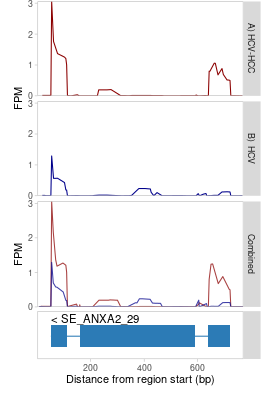 3
2
1
0
A) HCV-HCC
FPM
3
2
1
0
B) HCV
3
2
1
0
Combined
FPM
< SE_ANXA2_29
200 400 600
Distance from region start (bp)